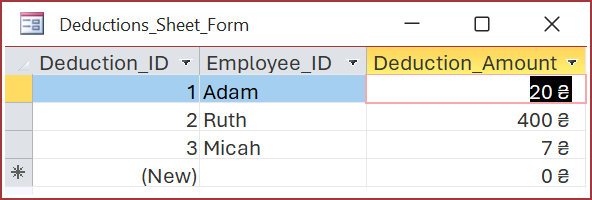 Deductions_Sheet_Form
Deduction_ID Employee_ID Deduction_Amount
1 Adam 20 ₴
2 Ruth 400 ₴
3 Micah 7 ₴
(New) 0 ₴